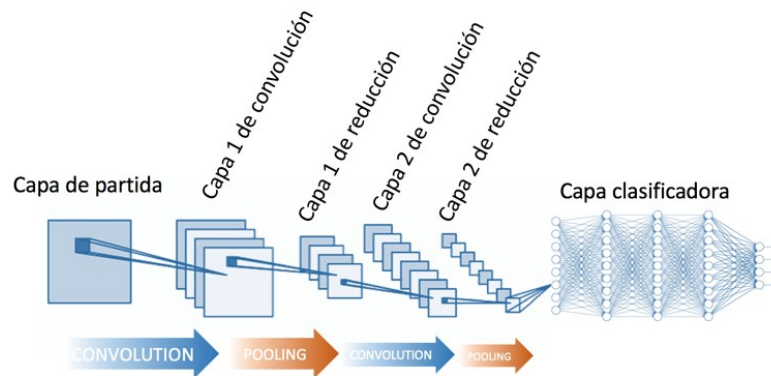 Capa de partida
Capa 1 de convolución
Capa 1 de reducción
Capa 2 de convolución
Capa 2 de reducción
Capa clasificadora
CONVOLUTION
POOLING
CONVOLUTION
POOLING